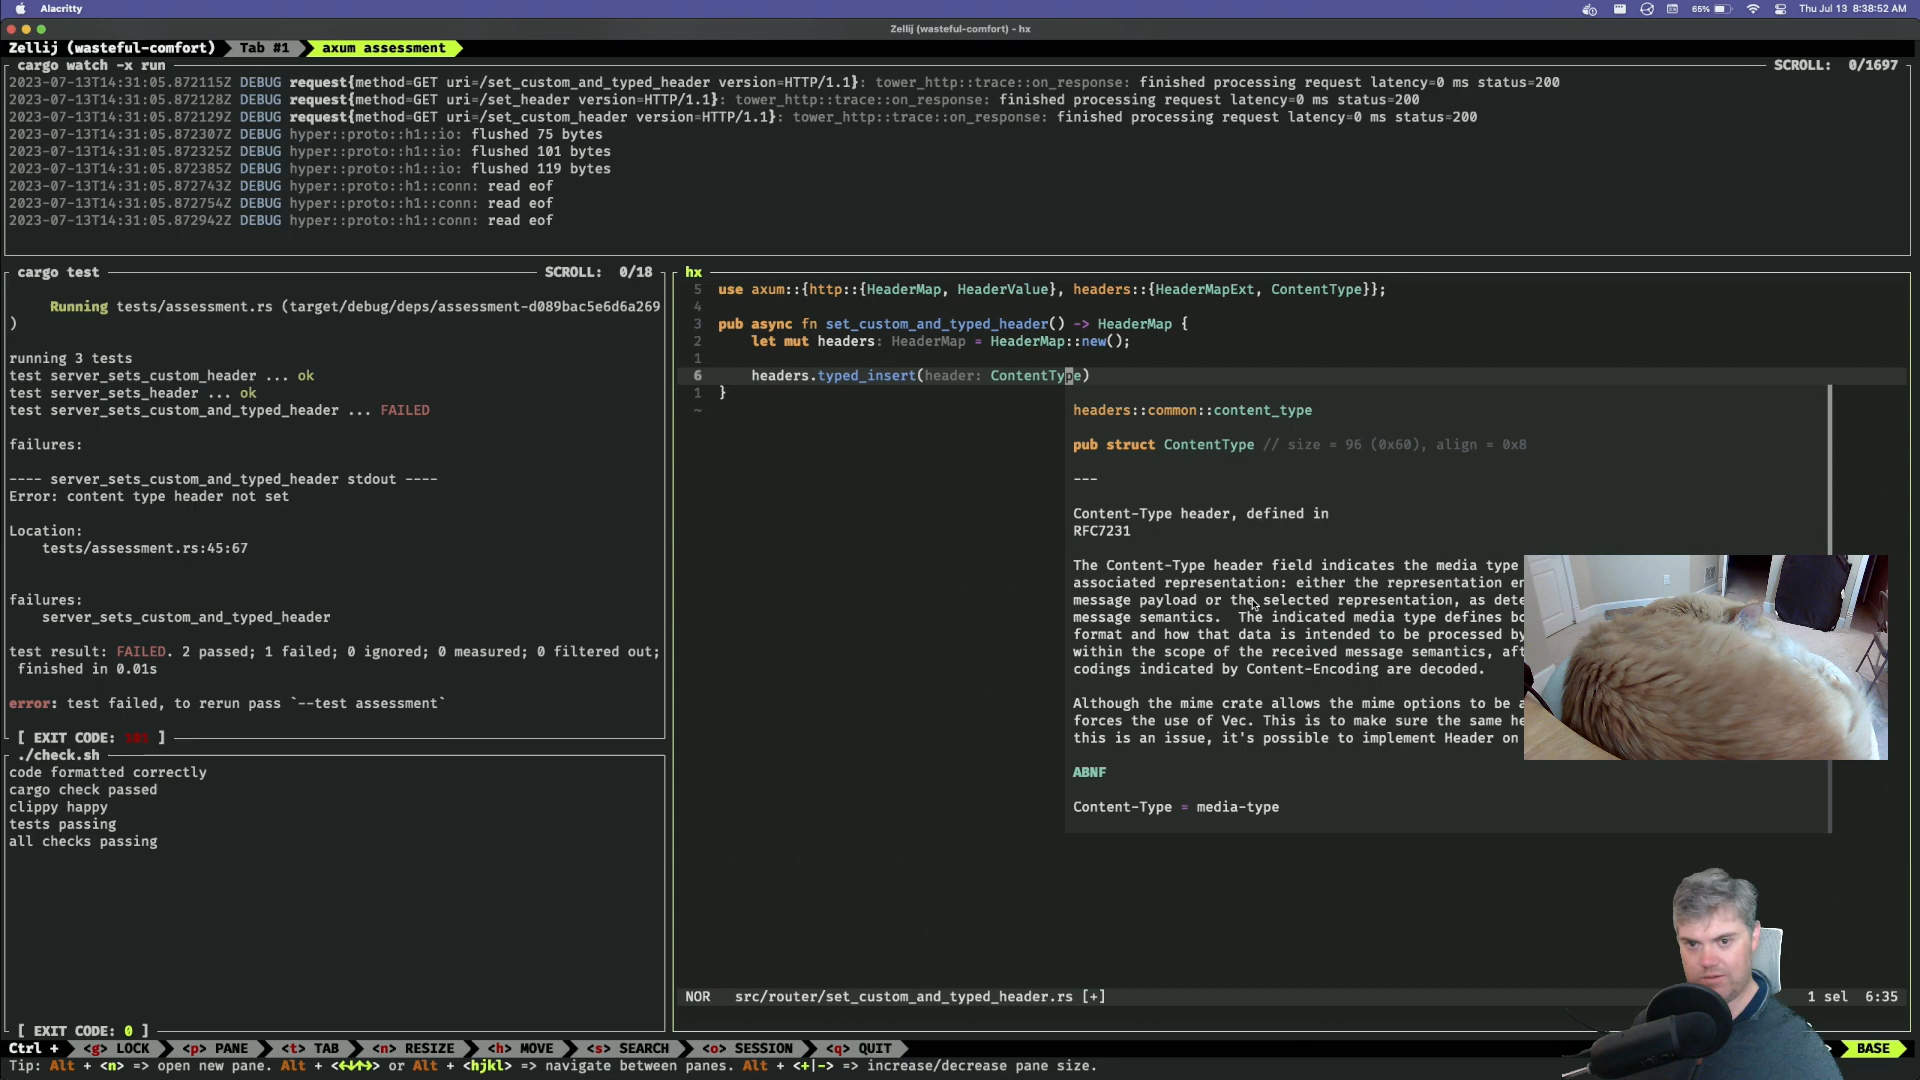 Alacritty
65%
Thu Jul 13 8:38:52 AM
Zellij (wasteful-comfort) - hx
Zellij (wasteful-comfort) Tab #1 axum assessment
cargo watch -x run SCROLL: 0/1697
2023-07-13T14:31:05.872115Z DEBUG request{method=GET uri=/set_custom_and_typed_header version=HTTP/1.1}: tower_http::trace::on_response: finished processing request latency=0 ms status=200
2023-07-13T14:31:05.872128Z DEBUG request{method=GET uri=/set_header version=HTTP/1.1}: tower_http::trace::on_response: finished processing request latency=0 ms status=200
2023-07-13T14:31:05.872129Z DEBUG request{method=GET uri=/set_custom_header version=HTTP/1.1}: tower_http::trace::on_response: finished processing request latency=0 ms status=200
2023-07-13T14:31:05.872307Z DEBUG hyper::proto::h1::io: flushed 75 bytes
2023-07-13T14:31:05.872325Z DEBUG hyper::proto::h1::io: flushed 101 bytes
2023-07-13T14:31:05.872385Z DEBUG hyper::proto::h1::io: flushed 119 bytes
2023-07-13T14:31:05.872743Z DEBUG hyper::proto::h1::conn: read eof
2023-07-13T14:31:05.872754Z DEBUG hyper::proto::h1::conn: read eof
2023-07-13T14:31:05.872942Z DEBUG hyper::proto::h1::conn: read eof
cargo test SCROLL: 0/18
Running tests/assessment.rs (target/debug/deps/assessment-d089bac5e6d6a269
)
running 3 tests
test server_sets_custom_header ... ok
test server_sets_header ... ok
test server_sets_custom_and_typed_header ... FAILED
failures:
---- server_sets_custom_and_typed_header stdout ----
Error: content type header not set
Location:
tests/assessment.rs:45:67
failures:
server_sets_custom_and_typed_header
test result: FAILED. 2 passed; 1 failed; 0 ignored; 0 measured; 0 filtered out;
finished in 0.01s
error: test failed, to rerun pass `--test assessment`
[ EXIT CODE: 101 ]
./check.sh
code formatted correctly
cargo check passed
clippy happy
tests passing
all checks passing
[ EXIT CODE: 0 ]
hx
5 use axum::{http::{HeaderMap, HeaderValue}, headers::{HeaderMapExt, ContentType}};
4
3 pub async fn set_custom_and_typed_header() -> HeaderMap {
2 let mut headers: HeaderMap = HeaderMap::new();
1
6 headers.typed_insert(header: ContentType)
1 }
~
headers::common::content_type
pub struct ContentType // size = 96 (0x60), align = 0x8
---
Content-Type header, defined in
RFC7231
The Content-Type header field indicates the media type
associated representation: either the representation en
message payload or the selected representation, as dete
message semantics. The indicated media type defines bo
format and how that data is intended to be processed by
within the scope of the received message semantics, aft
codings indicated by Content-Encoding are decoded.
Although the mime crate allows the mime options to be a
forces the use of Vec. This is to make sure the same he
this is an issue, it's possible to implement Header on
ABNF
Content-Type = media-type
NOR src/router/set_custom_and_typed_header.rs [+] 1 sel 6:35
Ctrl + <g> LOCK <p> PANE <t> TAB <n> RESIZE <h> MOVE <s> SEARCH <o> SESSION <q> QUIT BASE
Tip: Alt + <n> => open new pane. Alt + <←↓↑→> or Alt + <hjkl> => navigate between panes. Alt + <+|-> => increase/decrease pane size.